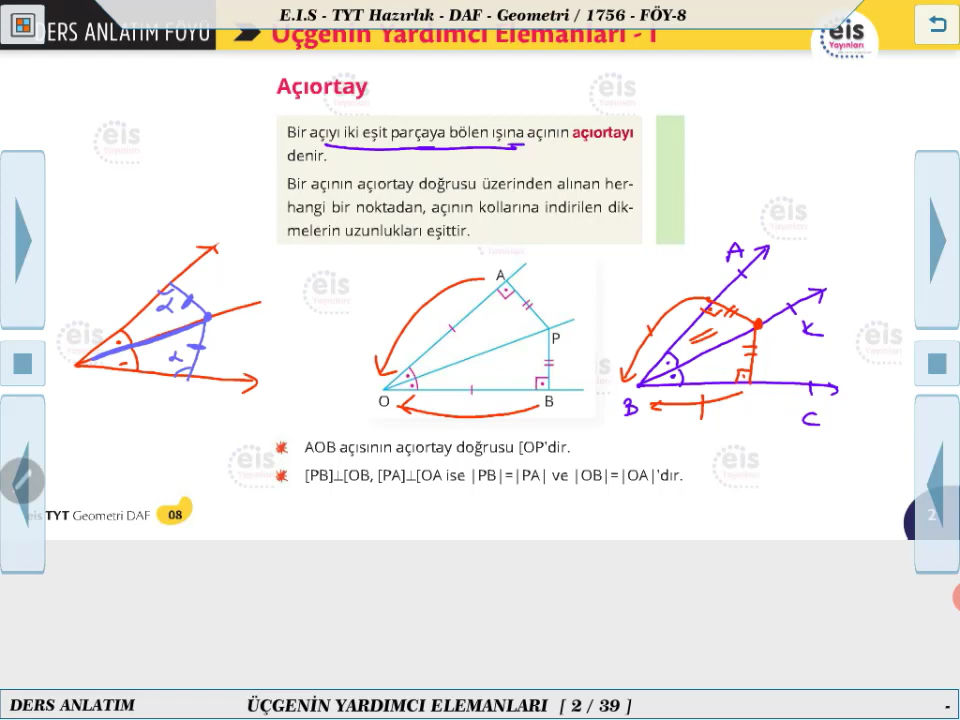 E.I.S - TYT Hazırlık - DAF - Geometri / 1756 - FÖY-8
DERS ANLATIM FÖYÜ
Üçgenin Yardımcı Elemanları - I
eis
Yayınları
Açıortay
Bir açıyı iki eşit parçaya bölen ışına açının açıortayı
denir.
Bir açının açıortay doğrusu üzerinden alınan her-
hangi bir noktadan, açının kollarına indirilen dik-
melerin uzunlukları eşittir.
α
α
A
P
O
B
A
K
B
C
AOB açısının açıortay doğrusu [OP'dir.
[PB]⊥[OB, [PA]⊥[OA ise |PB|=|PA| ve |OB|=|OA|'dır.
eis TYT Geometri DAF 08
2
DERS ANLATIM
ÜÇGENİN YARDIMCI ELEMANLARI [ 2 / 39 ]
-